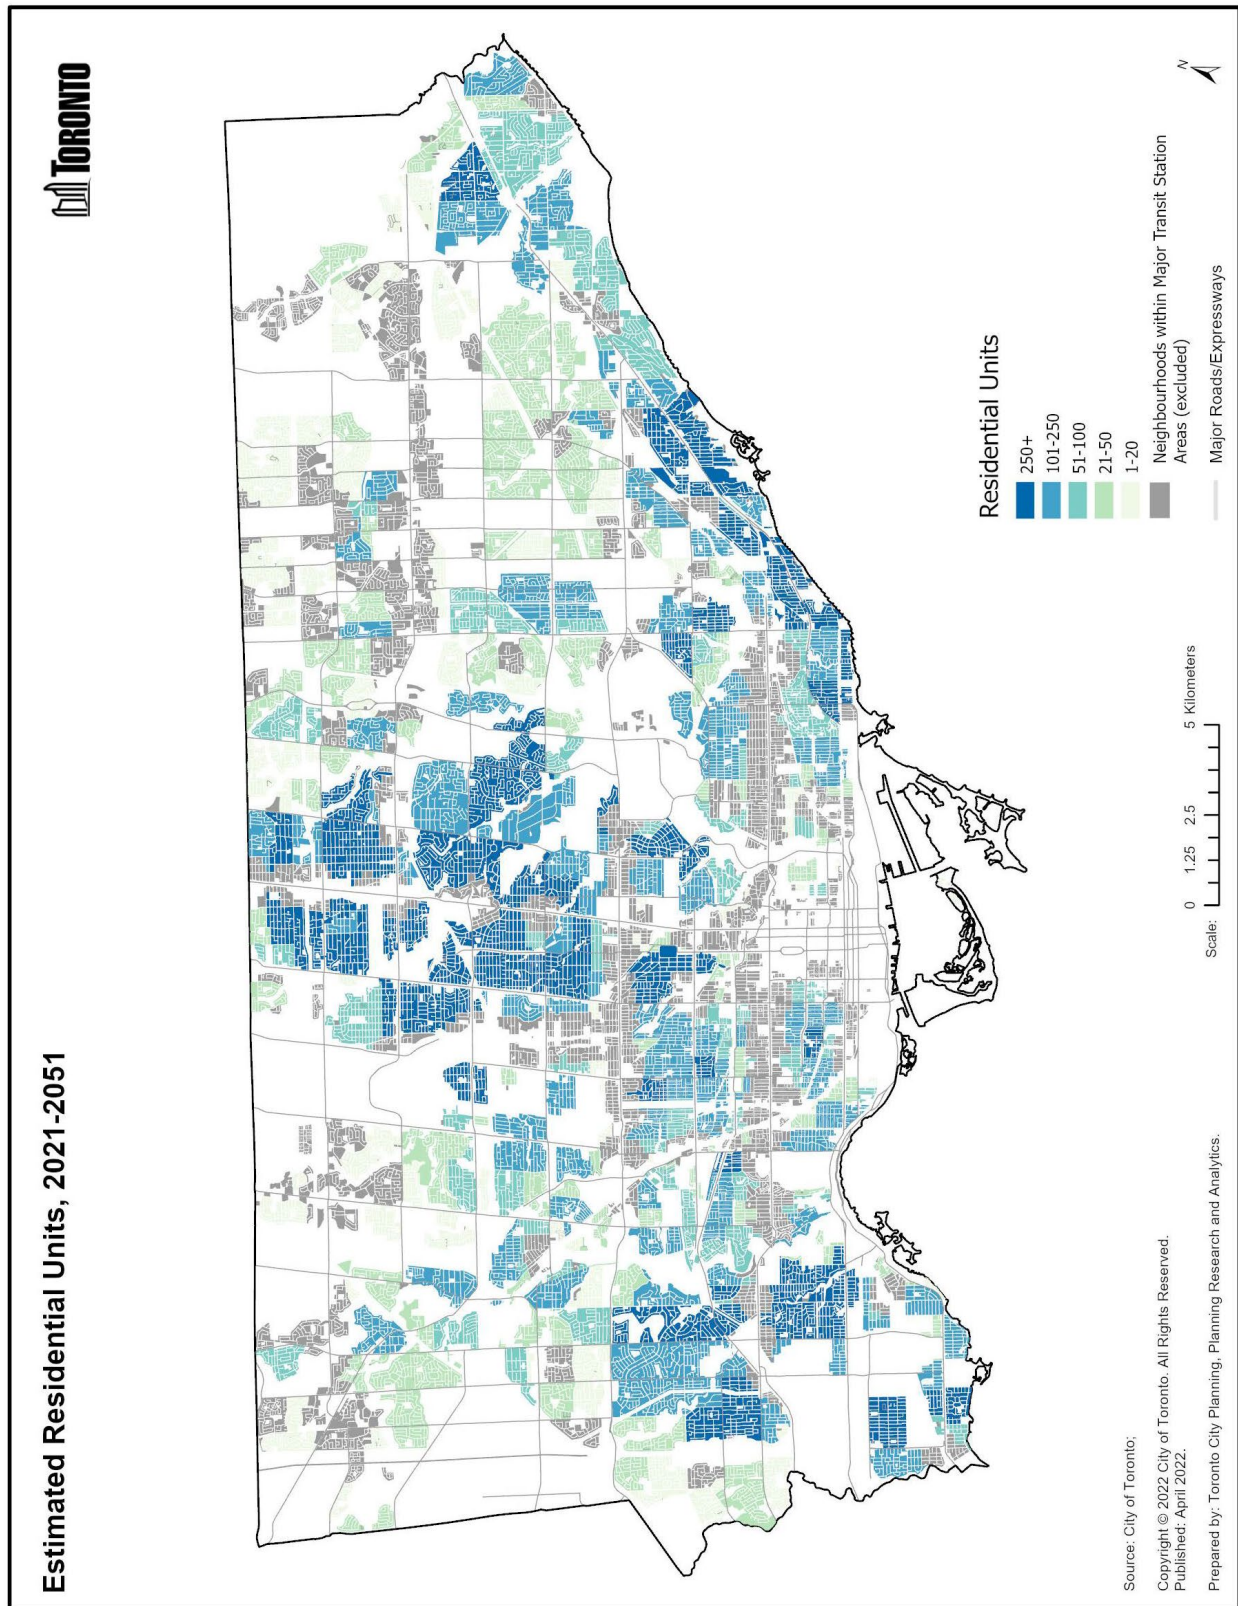 Estimated Residential Units, 2021-2051
TORONTO
Residential Units
250+
101-250
51-100
21-50
1-20
Neighbourhoods within Major Transit Station
Areas (excluded)
Major Roads/Expressways
N
Source: City of Toronto;
Copyright © 2022 City of Toronto. All Rights Reserved.
Published: April 2022.
Prepared by: Toronto City Planning, Planning Research and Analytics.
Scale:
0 1.25 2.5 5 Kilometers